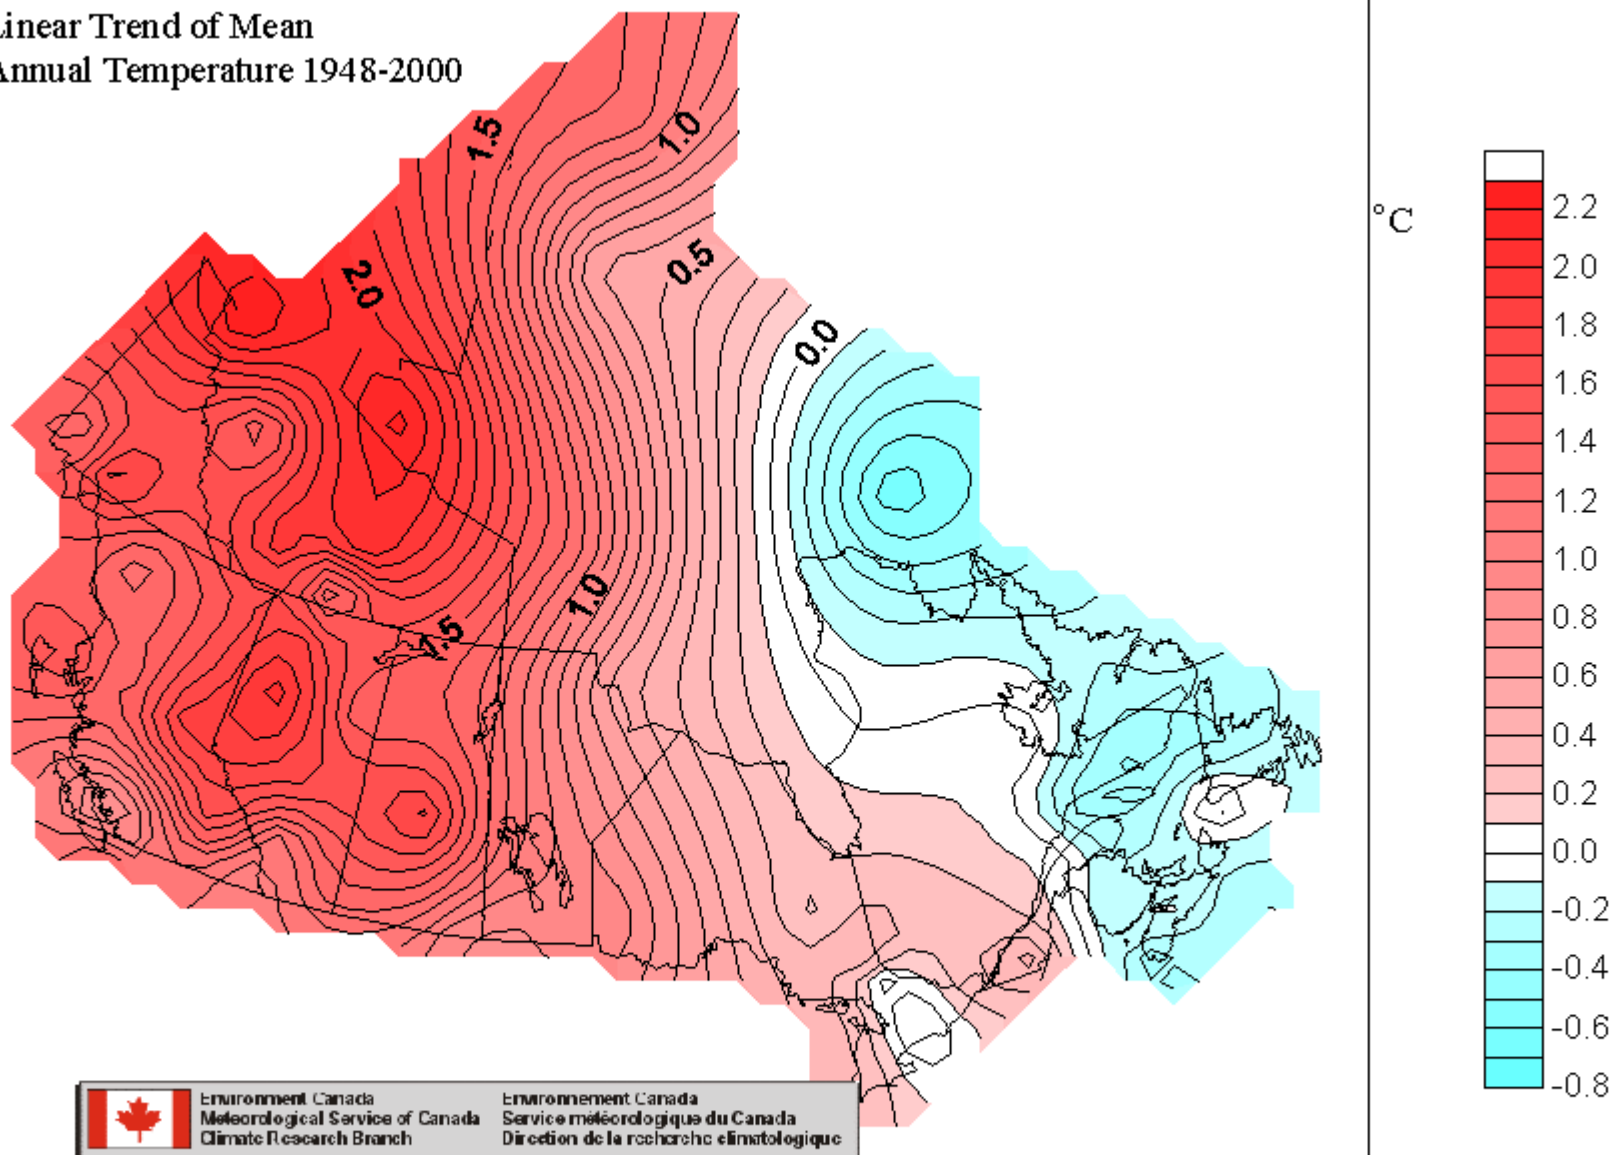 Linear Trend of Mean
Annual Temperature 1948-2000
1.5
1.0
2.0
0.5
0.0
1.0
1.5
°C
2.2
2.0
1.8
1.6
1.4
1.2
1.0
0.8
0.6
0.4
0.2
0.0
-0.2
-0.4
-0.6
-0.8
Environment Canada
Meteorological Service of Canada
Climate Research Branch
Environnement Canada
Service météorologique du Canada
Direction de la recherche climatologique